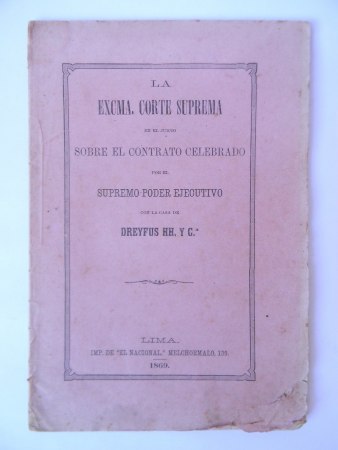 LA
EXCMA. CORTE SUPREMA
EN EL JUICIO
SOBRE EL CONTRATO CELEBRADO
POR EL
SUPREMO PODER EJECUTIVO
CON LA CASA DE
DREYFUS HH. Y C.ª
LIMA.
IMP. DE "EL NACIONAL," MELCHORMALO, 139.
1869.